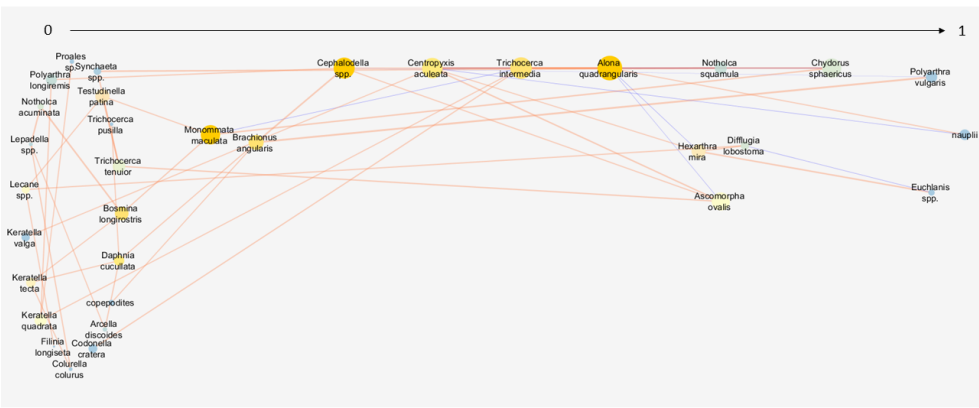 0
1
Proales
sp.
Synchaeta
spp.
Polyarthra
longiremis
Cephalodella
spp.
Centropyxis
aculeata
Trichocerca
intermedia
Alona
quadrangularis
Notholca
squamula
Chydorus
sphaericus
Polyarthra
vulgaris
Testudinella
patina
Notholca
acuminata
Trichocerca
pusilla
Monommata
maculata
Brachionus
angularis
nauplii
Lepadella
spp.
Difflugia
lobostoma
Hexarthra
mira
Trichocerca
tenuior
Lecane
spp.
Euchlanis
spp.
Ascomorpha
ovalis
Bosmina
longirostris
Keratella
valga
Daphnia
cucullata
Keratella
tecta
copepodites
Keratella
quadrata
Arcella
discoides
Filinia
longiseta
Codonella
cratera
Colurella
colurus